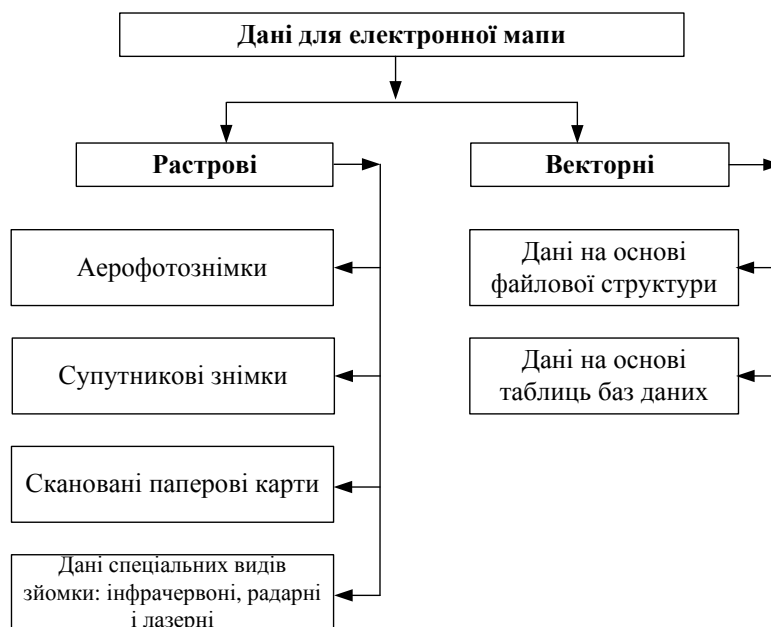 Дані для електронної мапи
Растрові
Векторні
Аерофотознімки
Супутникові знімки
Скановані паперові карти
Дані спеціальних видів
зйомки: інфрачервоні, радарні
і лазерні
Дані на основі
файлової структури
Дані на основі
таблиць баз даних